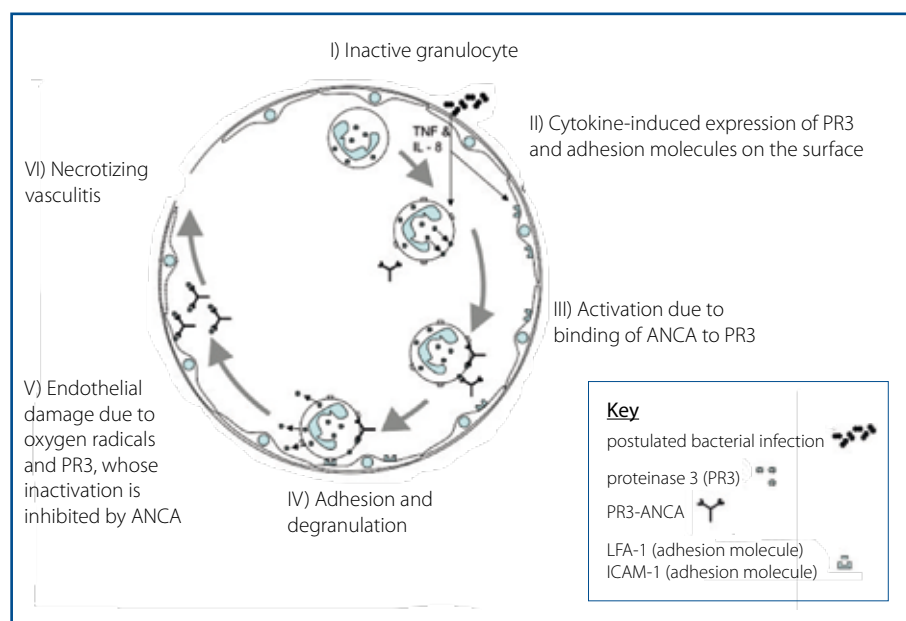 I) Inactive granulocyte
TNF &
IL - 8
II) Cytokine-induced expression of PR3
and adhesion molecules on the surface
III) Activation due to
binding of ANCA to PR3
IV) Adhesion and
degranulation
V) Endothelial
damage due to
oxygen radicals
and PR3, whose
inactivation is
inhibited by ANCA
VI) Necrotizing
vasculitis
Key
postulated bacterial infection
proteinase 3 (PR3)
PR3-ANCA
LFA-1 (adhesion molecule)
ICAM-1 (adhesion molecule)